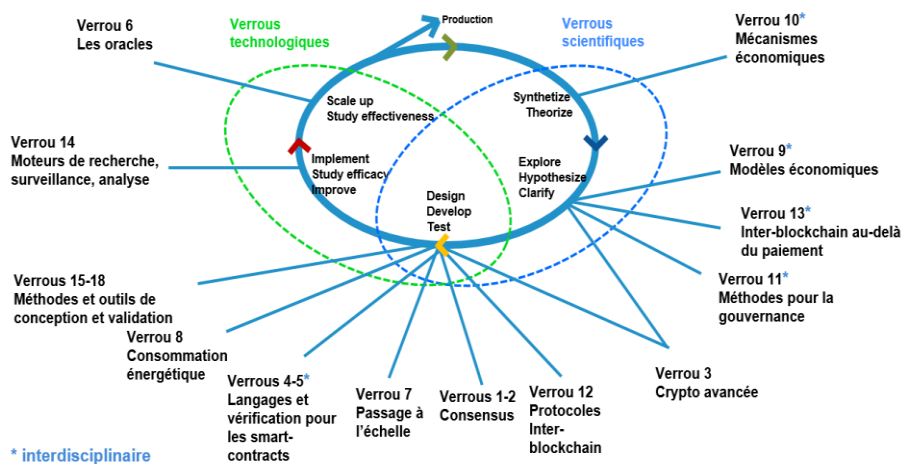 Production
Verrous
technologiques
Verrous
scientifiques
Verrou 6
Les oracles
Verrou 10*
Mécanismes
économiques
Scale up
Study effectiveness
Synthetize
Theorize
Verrou 14
Moteurs de recherche,
surveillance, analyse
Implement
Study efficacy
Improve
Explore
Hypothesize
Clarify
Verrou 9*
Modèles économiques
Design
Develop
Test
Verrou 13*
Inter-blockchain au-delà
du paiement
Verrous 15-18
Méthodes et outils de
conception et validation
Verrou 11*
Méthodes pour la
gouvernance
Verrou 8
Consommation
énergétique
Verrous 4-5*
Langages et
vérification pour
les smart-
contracts
Verrou 7
Passage à
l’échelle
Verrous 1-2
Consensus
Verrou 12
Protocoles
Inter-
blockchain
Verrou 3
Crypto avancée
* interdisciplinaire